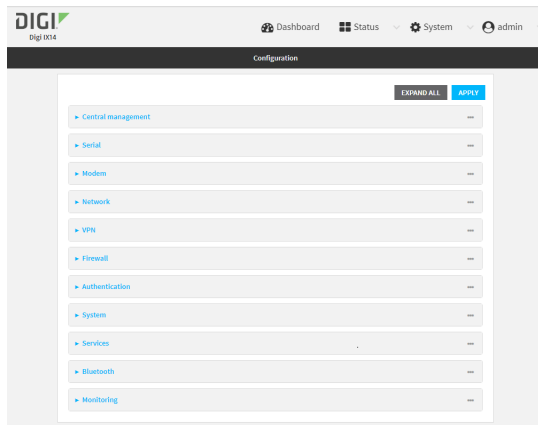 DIGI
Digi IX14
Dashboard Status System admin
Configuration
EXPAND ALL APPLY
Central management
Serial
Modem
Network
VPN
Firewall
Authentication
System
Services
Bluetooth
Monitoring